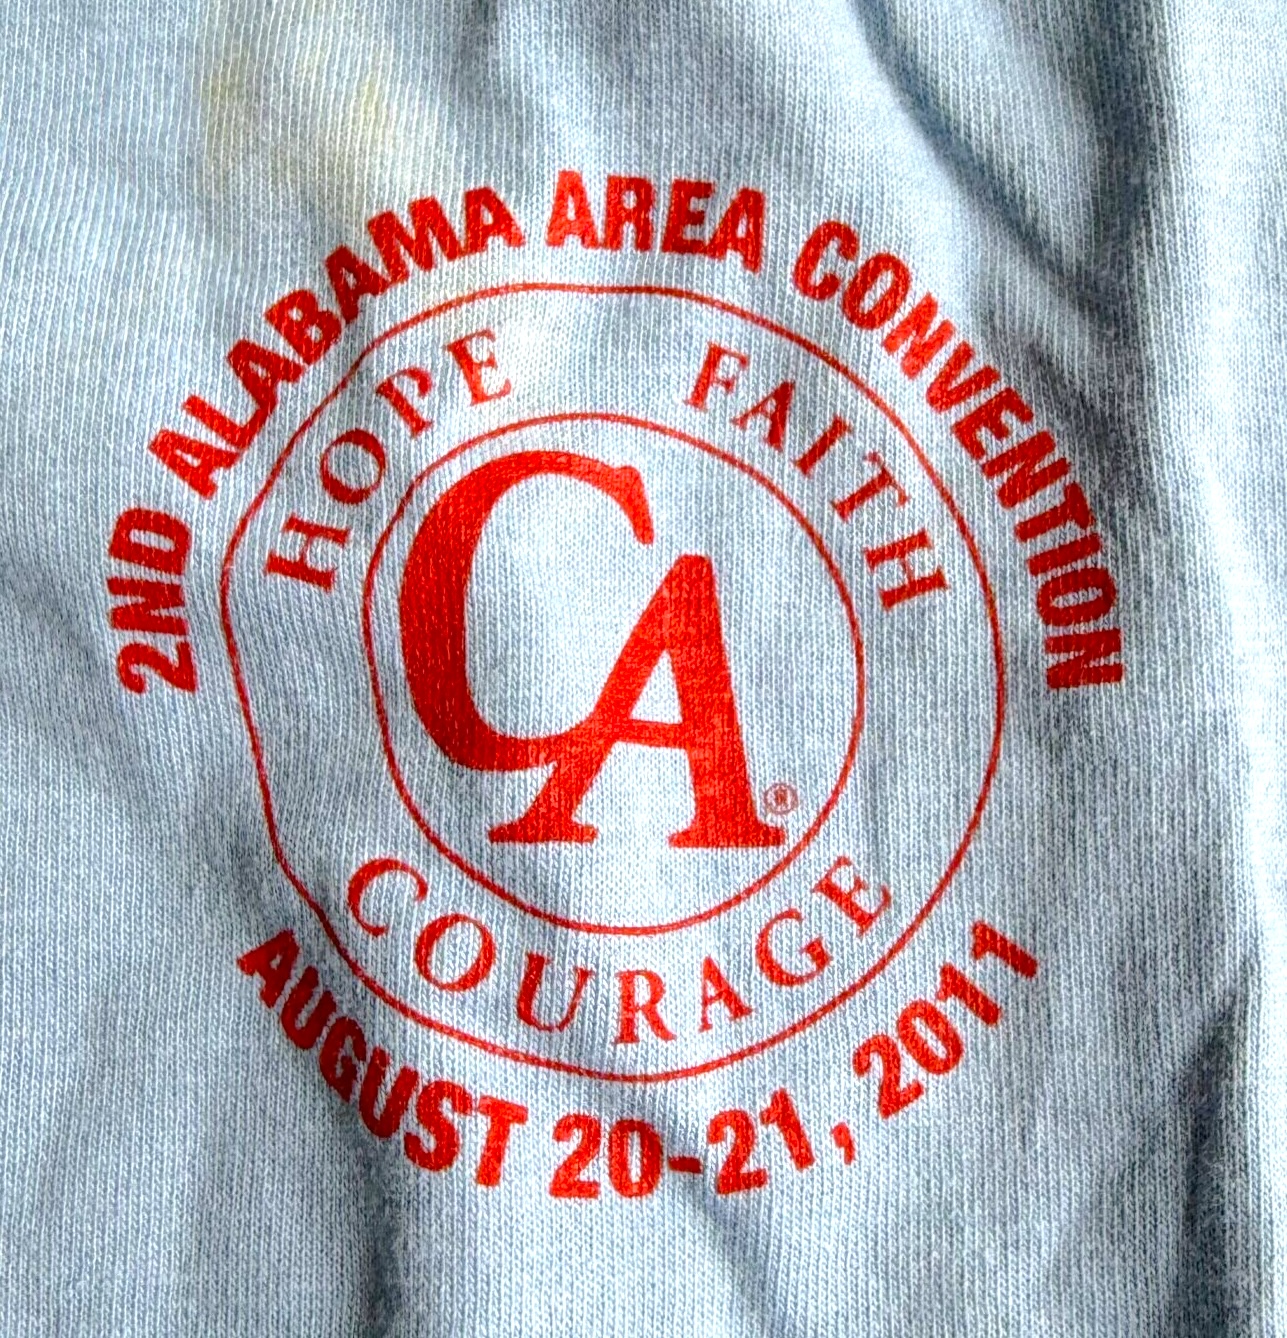 2ND ALABAMA AREA CONVENTION
HOPE FAITH
CA®
COURAGE
AUGUST 20-21, 2011